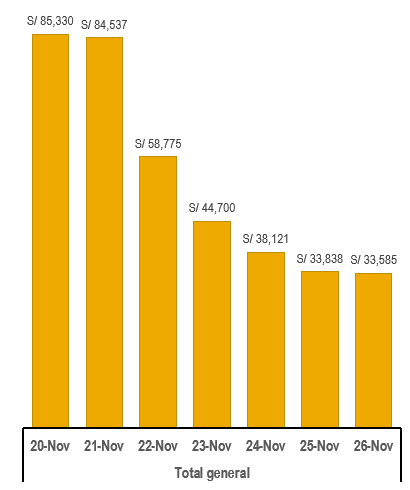 S/ 85,330
S/ 84,537
S/ 58,775
S/ 44,700
S/ 38,121
S/ 33,838
S/ 33,585
20-Nov 21-Nov 22-Nov 23-Nov 24-Nov 25-Nov 26-Nov
Total general